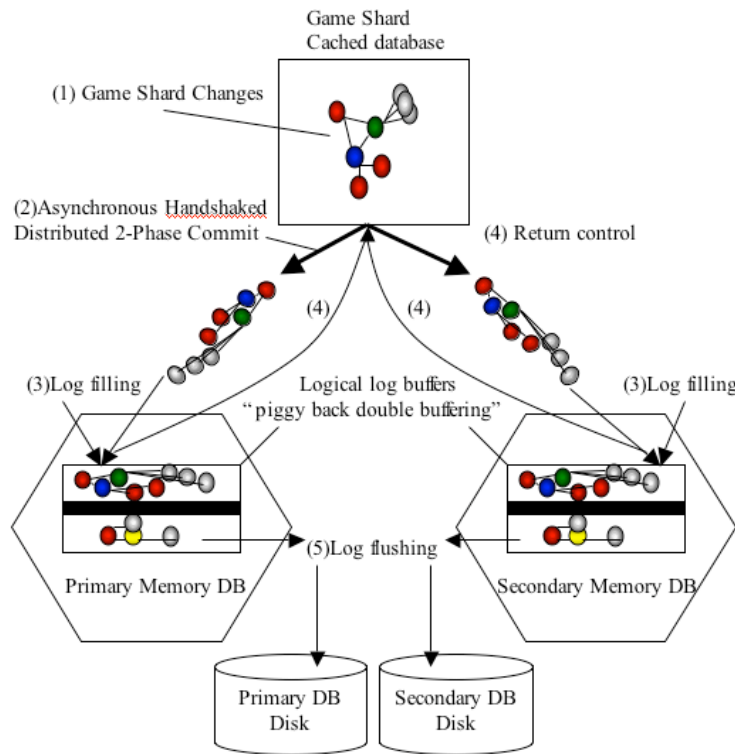 Game Shard
Cached database
(1) Game Shard Changes
(2)Asynchronous Handshaked
Distributed 2-Phase Commit
(4) Return control
(4)
(4)
(3)Log filling
Logical log buffers
“piggy back double buffering”
(3)Log filling
(5)Log flushing
Primary Memory DB
Secondary Memory DB
Primary DB
Disk
Secondary DB
Disk